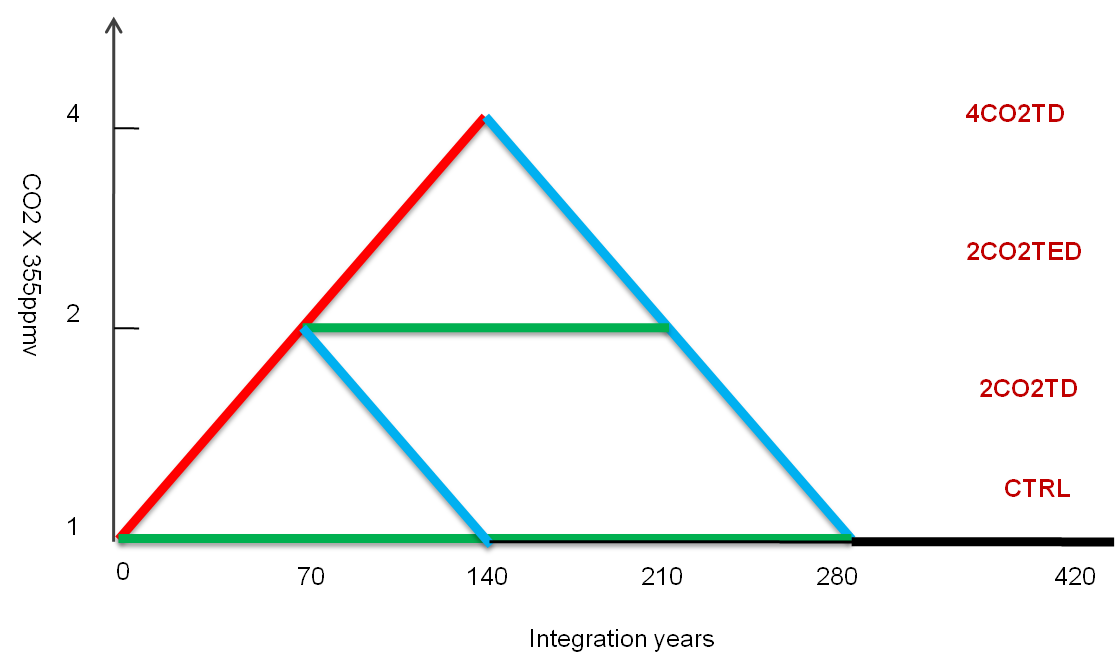 4
4CO2TD
2CO2TED
CO2 X 355ppmv
2
2CO2TD
CTRL
1
0
70
140
210
280
420
Integration years